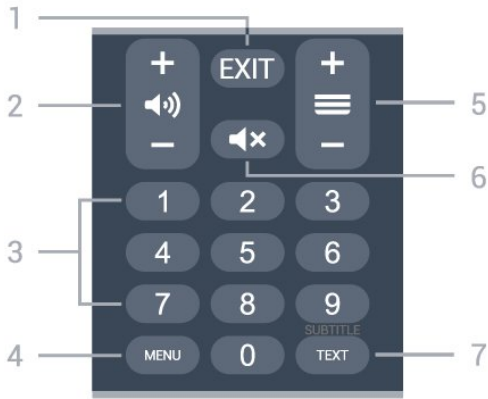 1
+ EXIT +
2
5
- -
6
1 2 3
3
4 5 6
7 8 9
SUBTITLE
4 MENU 0 TEXT 7